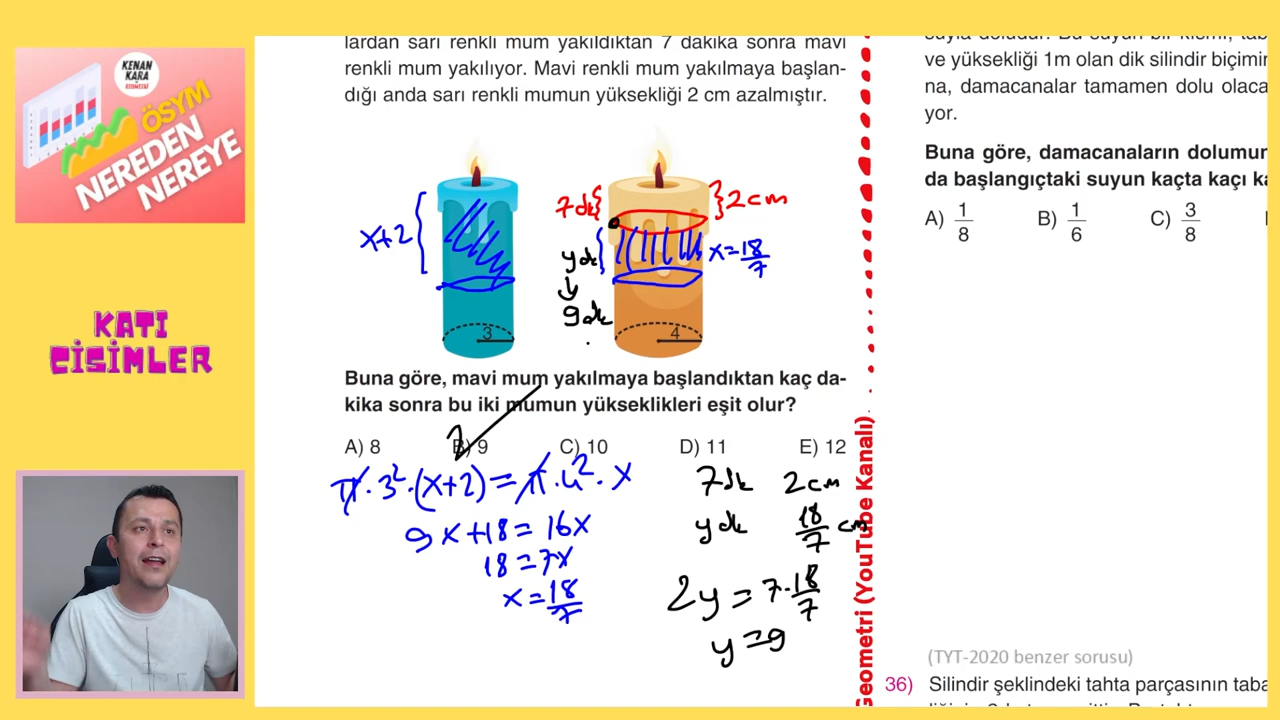 KENAN
KARA
GEOMETRİ
ÖSYM
NEREDEN
NEREYE
KATI
CİSİMLER
lardan sarı renkli mum yakıldıktan 7 dakika sonra mavi
renkli mum yakılıyor. Mavi renkli mum yakılmaya başlan-
dığı anda sarı renkli mumun yüksekliği 2 cm azalmıştır.
x+2
3
7dk
2cm
ydk
x=18/7
9dk
4
Buna göre, mavi mum yakılmaya başlandıktan kaç da-
kika sonra bu iki mumun yükseklikleri eşit olur?
A) 8 B) 9 C) 10 D) 11 E) 12
π.3².(x+2)=π.4².x
9x+18=16x
18=7x
x=18/7
7dk 2cm
ydk 18/7 cm
2y=7.18/7
y=9
Geometri (YouTube Kanalı)
ve yüksekliği 1m olan dik silindir biçimin
na, damacanalar tamamen dolu olaca
yor.
Buna göre, damacanaların dolumun
da başlangıçtaki suyun kaçta kaçı ka
A) 1/8 B) 1/6 C) 3/8
(TYT-2020 benzer sorusu)
36) Silindir şeklindeki tahta parçasının taba